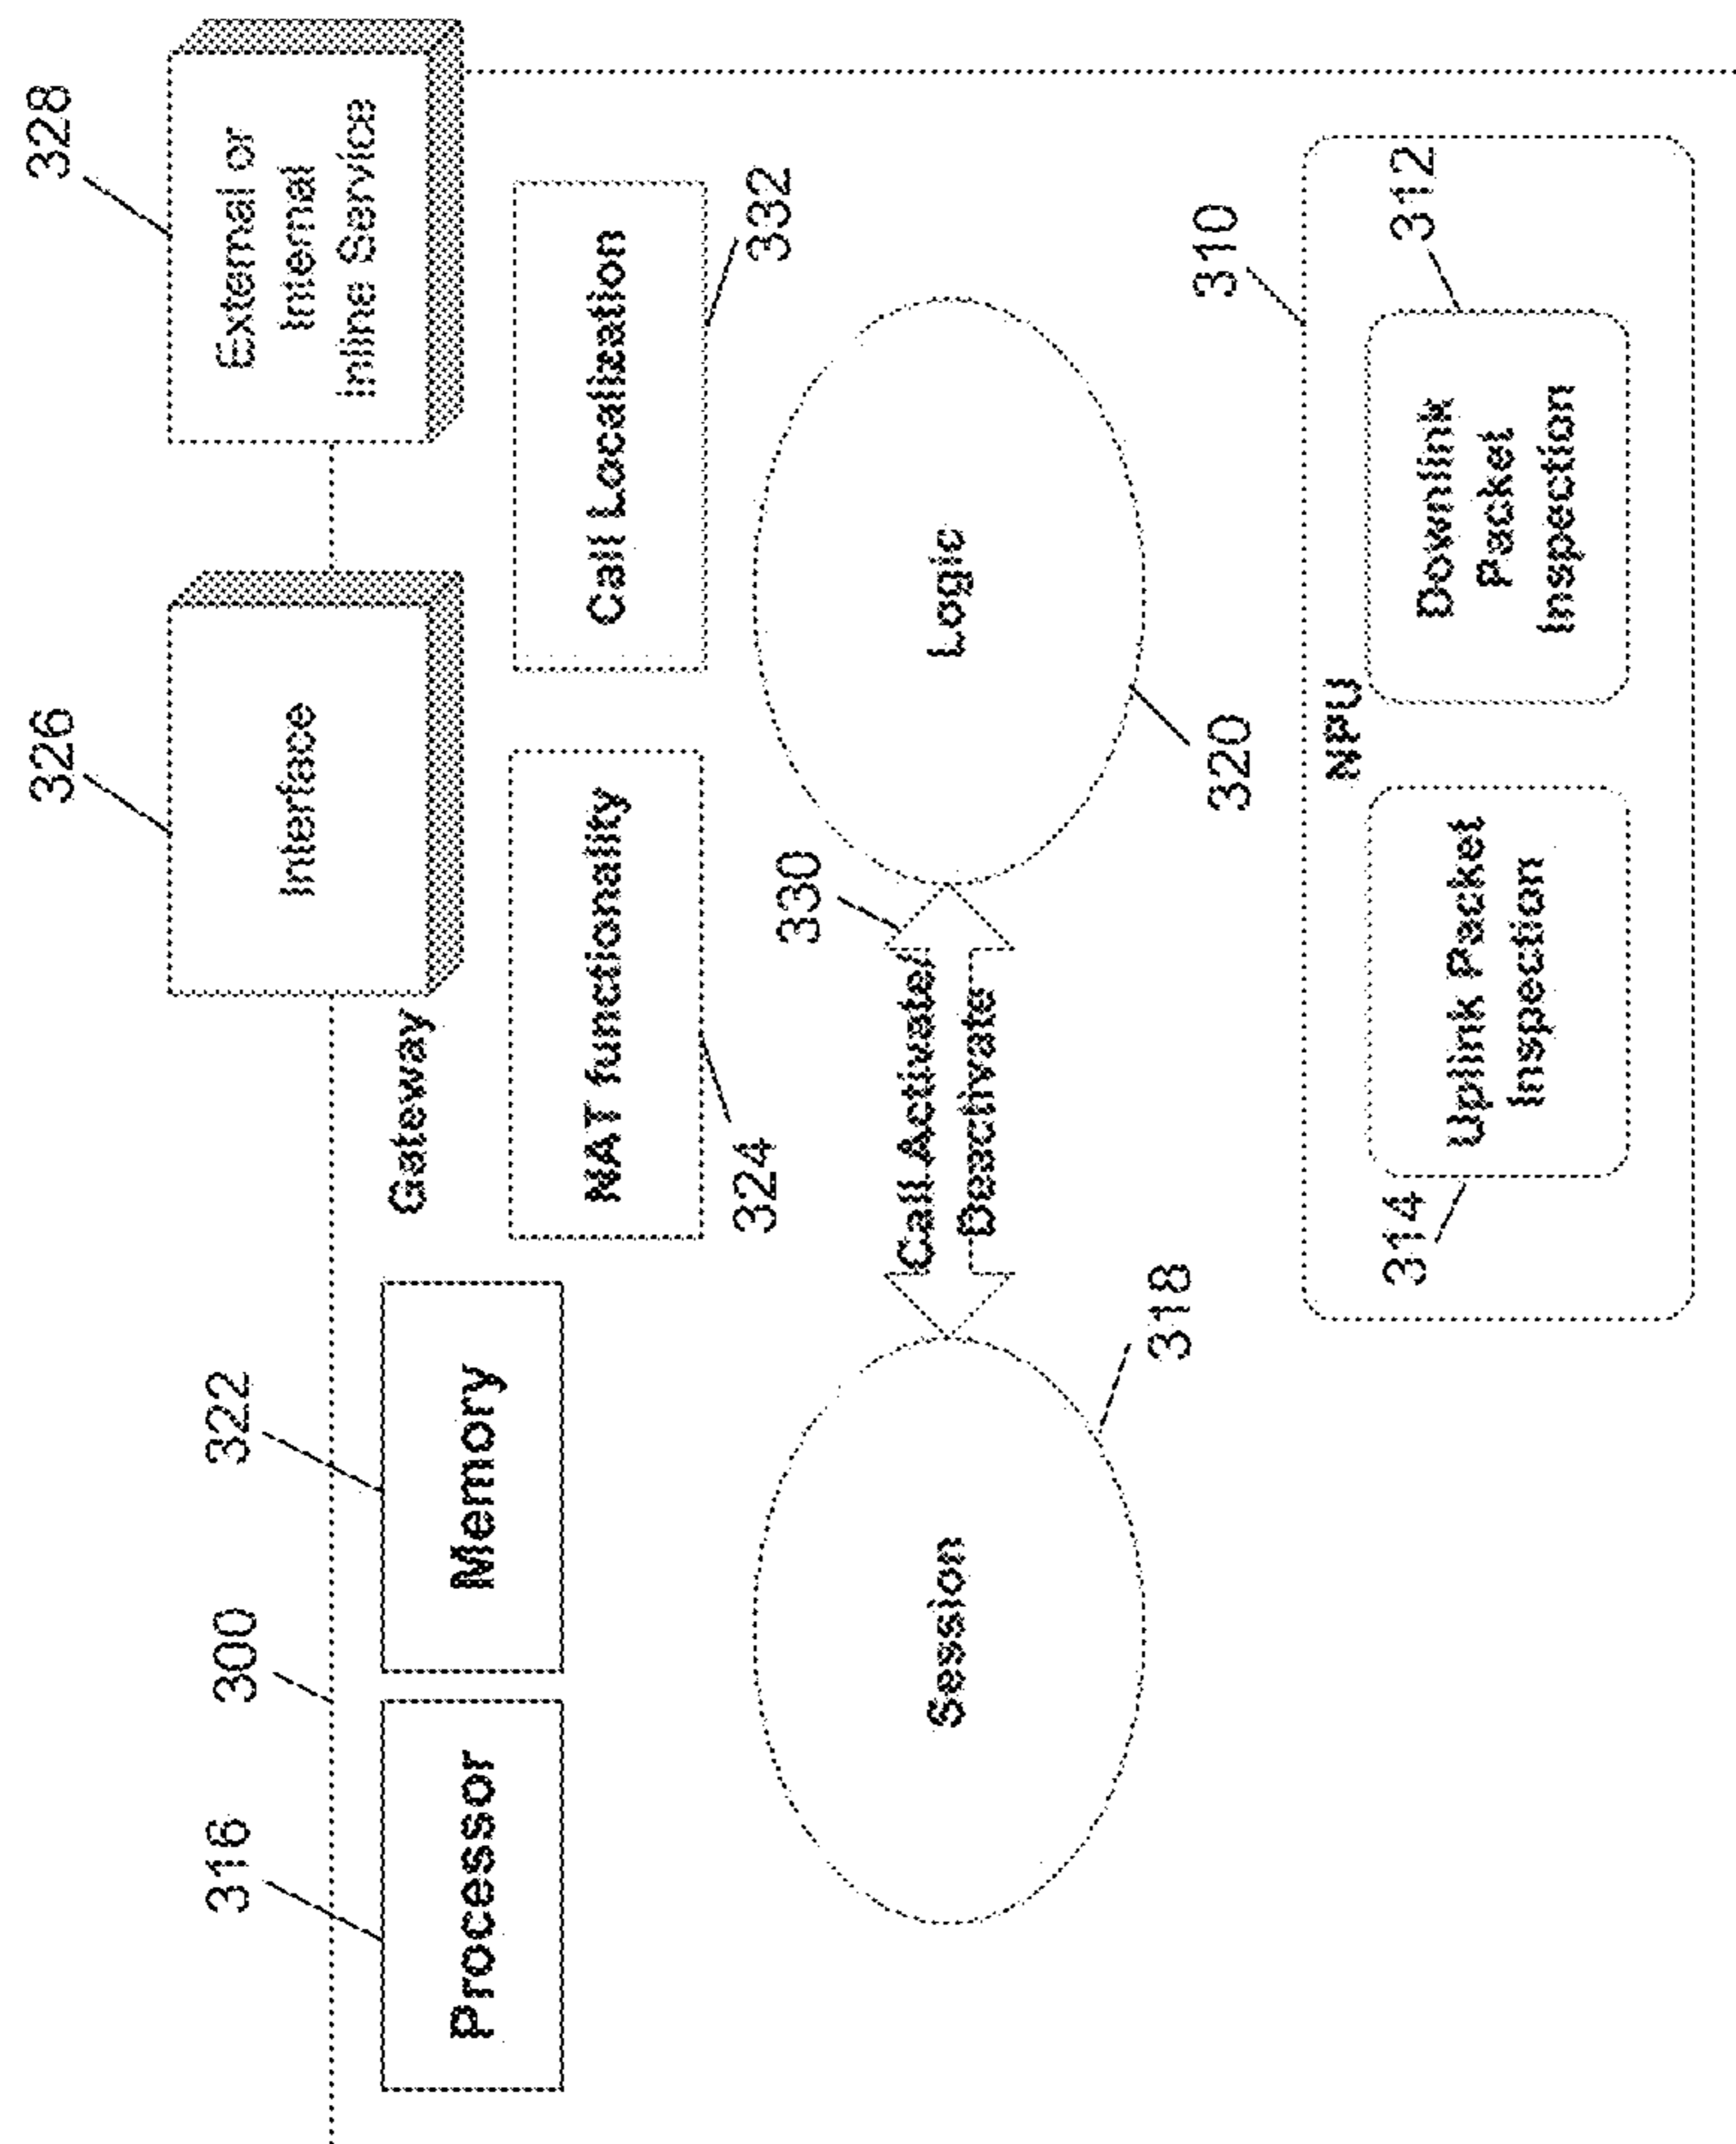 316
300
322
326
328
Processor
Memory
Gateway
Interface
External or
Internal
Inline Service
NAT functionality
324
Call Localization
332
Session
318
Call Activate/
Deactivate
330
Logic
320
310
NPU
314
Uplink Packet
Inspection
312
Downlink
Packet
Inspection